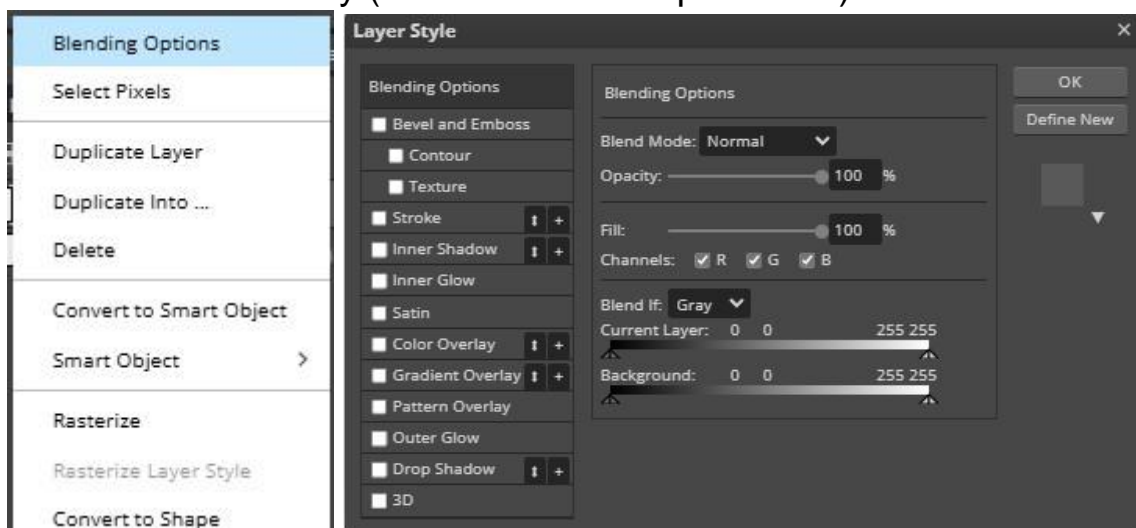 Blending Options
Select Pixels
Duplicate Layer
Duplicate Into ...
Delete
Convert to Smart Object
Smart Object >
Rasterize
Rasterize Layer Style
Convert to Shape
Layer Style ×
Blending Options
Bevel and Emboss
Contour
Texture
Stroke +
Inner Shadow +
Inner Glow
Satin
Color Overlay +
Gradient Overlay +
Pattern Overlay
Outer Glow
Drop Shadow +
3D
Blending Options
Blend Mode: Normal
Opacity: 100 %
Fill: 100 %
Channels: R G B
Blend If: Gray
Current Layer: 0 0 255 255
Background: 0 0 255 255
OK
Define New